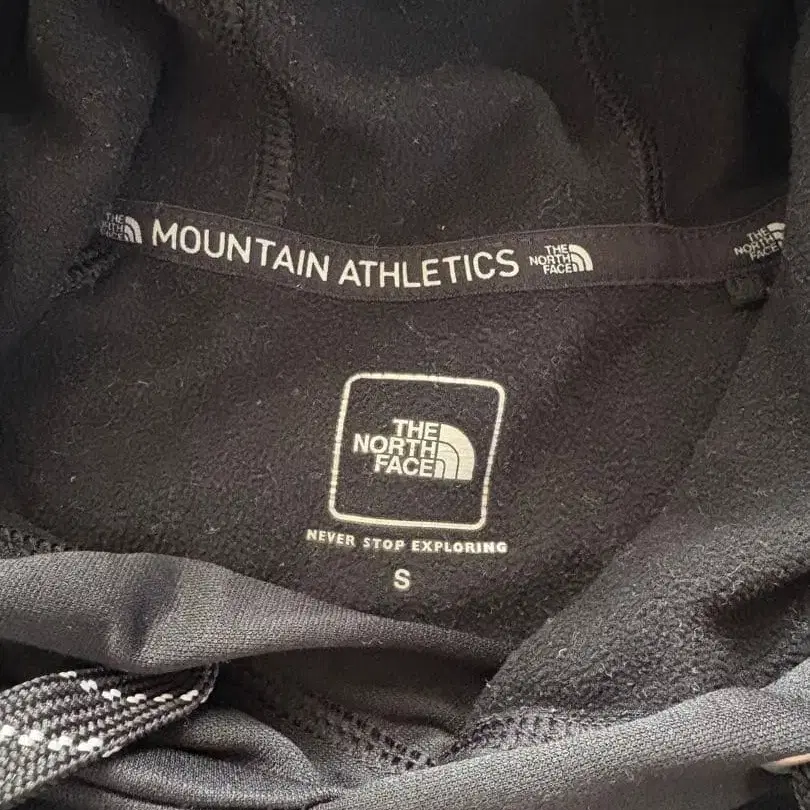 THE NORTH FACE MOUNTAIN ATHLETICS THE NORTH FACE THE NORTH FACE
THE
NORTH
FACE
NEVER STOP EXPLORING
S